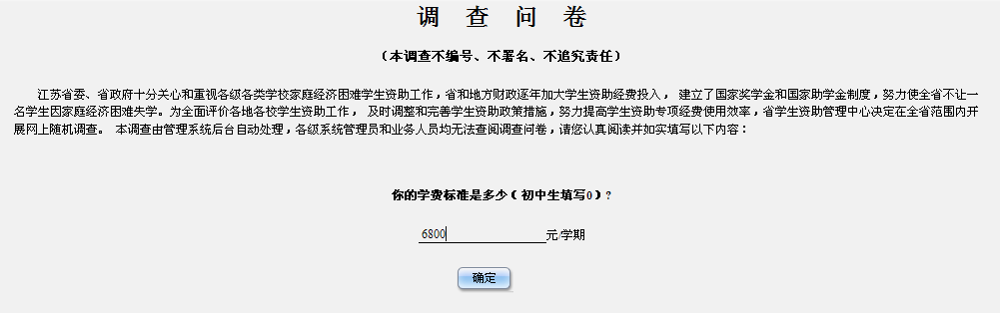 调 查 问 卷
（本调查不编号、不署名、不追究责任）
江苏省委、省政府十分关心和重视各级各类学校家庭经济困难学生资助工作，省和地方财政逐年加大学生资助经费投入， 建立了国家奖学金和国家助学金制度，努力使全省不让一
名学生因家庭经济困难失学。为全面评价各地各校学生资助工作， 及时调整和完善学生资助政策措施，努力提高学生资助专项经费使用效率，省学生资助管理中心决定在全省范围内开
展网上随机调查。 本调查由管理系统后台自动处理，各级系统管理员和业务人员均无法查阅调查问卷，请您认真阅读并如实填写以下内容：
你的学费标准是多少（初中生填写0）?
6800元/学期
确定